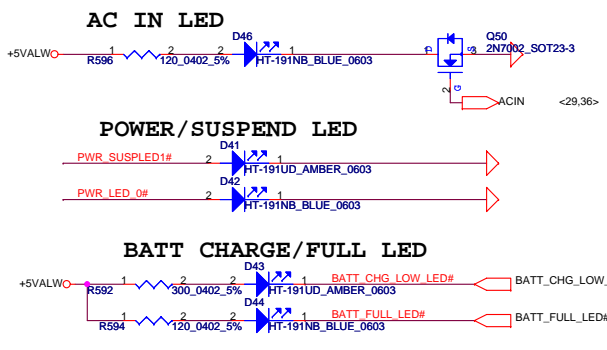 AC IN LED
+5VALW
R596
1
2
120_0402_5%
2
D46
1
HT-191NB_BLUE_0603
D
S
1
3
2
G
Q50
2N7002_SOT23-3
ACIN
<29,36>
POWER/SUSPEND LED
PWR_SUSPLED1#
2
D41
1
HT-191UD_AMBER_0603
PWR_LED_0#
2
D42
1
HT-191NB_BLUE_0603
BATT CHARGE/FULL LED
+5VALW
R592
1
2
300_0402_5%
2
D43
1
HT-191UD_AMBER_0603
BATT_CHG_LOW_LED#
BATT_CHG_LOW_
R594
1
2
120_0402_5%
2
D44
1
HT-191NB_BLUE_0603
BATT_FULL_LED#
BATT_FULL_LED#